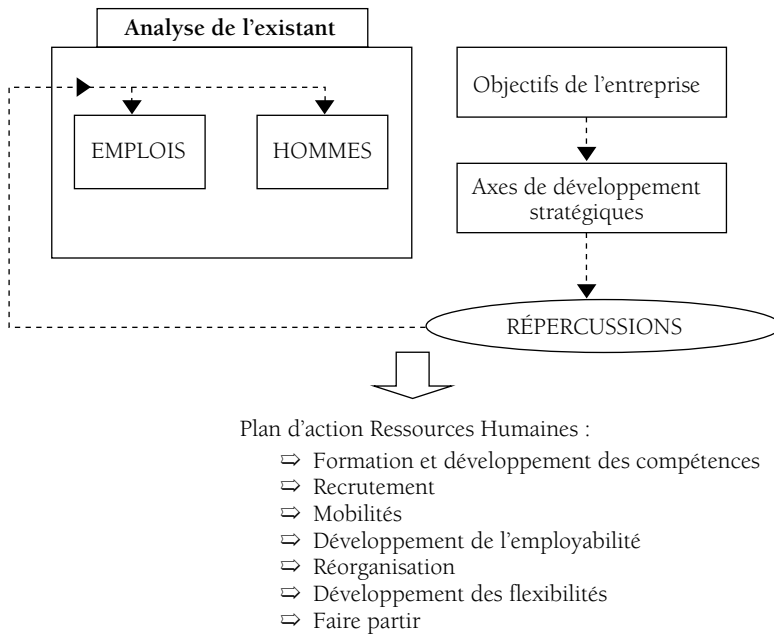 Analyse de l'existant
EMPLOIS
HOMMES
Objectifs de l'entreprise
Axes de développement
stratégiques
RÉPERCUSSIONS
Plan d'action Ressources Humaines :
⇨ Formation et développement des compétences
⇨ Recrutement
⇨ Mobilités
⇨ Développement de l'employabilité
⇨ Réorganisation
⇨ Développement des flexibilités
⇨ Faire partir